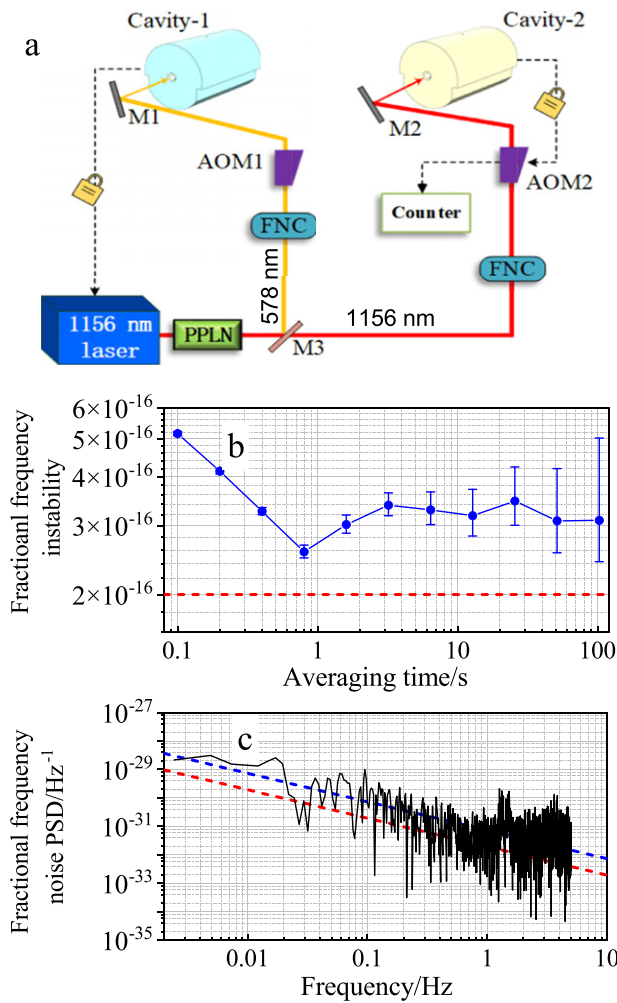 a
Cavity-1
Cavity-2
M1
M2
AOM1
AOM2
Counter
FNC
FNC
578 nm
1156 nm
1156 nm
laser
PPLN
M3
b
Fractioanl frequency
instability
6×10⁻¹⁶
5×10⁻¹⁶
4×10⁻¹⁶
3×10⁻¹⁶
2×10⁻¹⁶
0.1 1 10 100
Averaging time/s
c
Fractional frequency
noise PSD/Hz⁻¹
10⁻²⁷
10⁻²⁹
10⁻³¹
10⁻³³
10⁻³⁵
0.01 0.1 1 10
Frequency/Hz